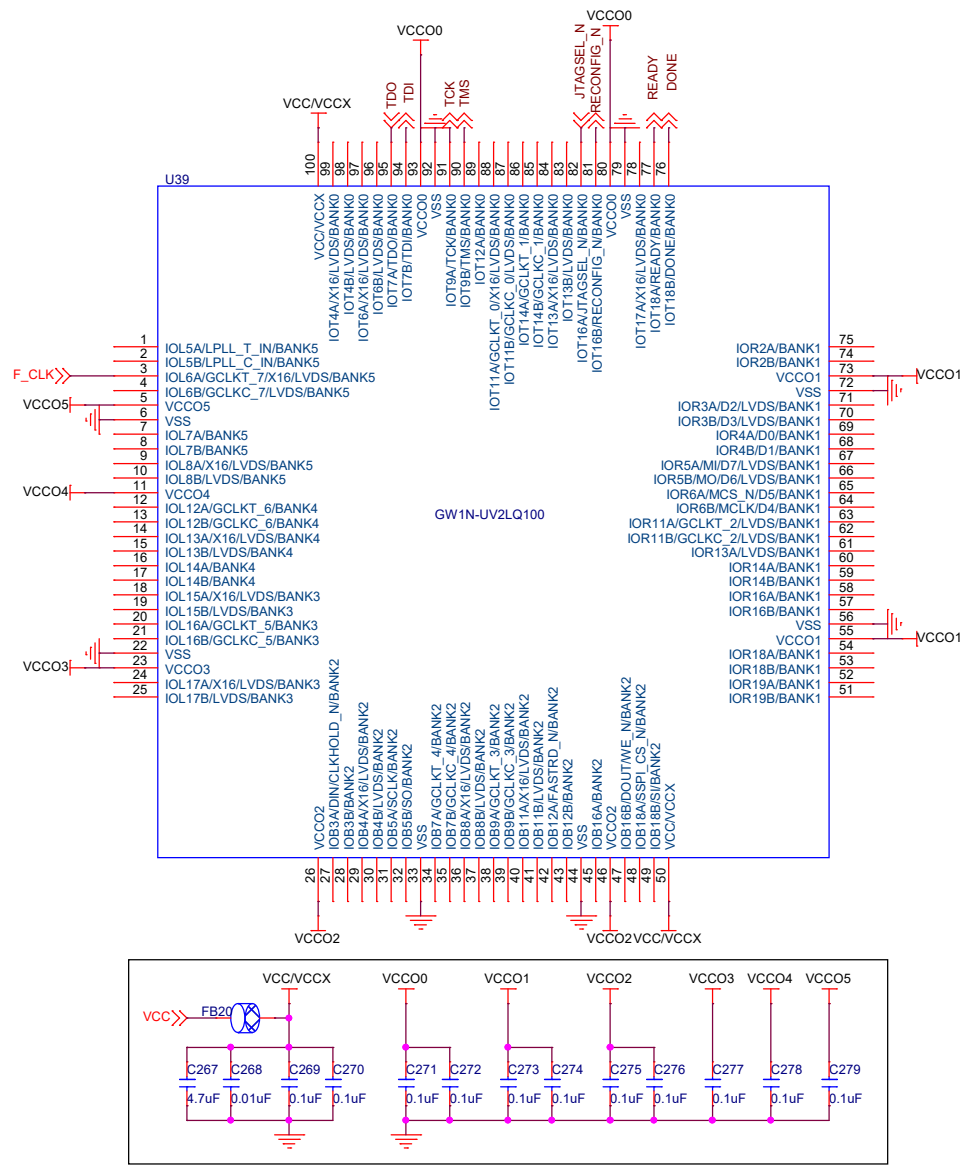 VCCO0
VCCO0
JTAGSEL_N
RECONFIG_N
READY
DONE
TDO
TDI
TCK
TMS
VCC/VCCX
100
99
98
97
96
95
94
93
92
91
90
89
88
87
86
85
84
83
82
81
80
79
78
77
76
U39
VCC/VCCX
IOT4A/X16/LVDS/BANK0
IOT4B/LVDS/BANK0
IOT6A/X16/LVDS/BANK0
IOT6B/LVDS/BANK0
IOT7A/TDO/BANK0
IOT7B/TDI/BANK0
VCCO0
VSS
IOT9A/TCK/BANK0
IOT9B/TMS/BANK0
IOT12A/BANK0
IOT11A/GCLKT_0/X16/LVDS/BANK0
IOT11B/GCLKC_0/LVDS/BANK0
IOT14A/GCLKT_1/BANK0
IOT14B/GCLKC_1/BANK0
IOT13A/X16/LVDS/BANK0
IOT13B/LVDS/BANK0
IOT16A/JTAGSEL_N/BANK0
IOT16B/RECONFIG_N/BANK0
VCCO0
VSS
IOT17A/X16/LVDS/BANK0
IOT18A/READY/BANK0
IOT18B/DONE/BANK0
1 IOL5A/LPLL_T_IN/BANK5
2 IOL5B/LPLL_C_IN/BANK5
F_CLK 3 IOL6A/GCLKT_7/X16/LVDS/BANK5
4 IOL6B/GCLKC_7/LVDS/BANK5
VCCO5 5 VCCO5
6 VSS
7 IOL7A/BANK5
8 IOL7B/BANK5
9 IOL8A/X16/LVDS/BANK5
10 IOL8B/LVDS/BANK5
VCCO4 11 VCCO4
12 IOL12A/GCLKT_6/BANK4
13 IOL12B/GCLKC_6/BANK4
14 IOL13A/X16/LVDS/BANK4
15 IOL13B/LVDS/BANK4
16 IOL14A/BANK4
17 IOL14B/BANK4
18 IOL15A/X16/LVDS/BANK3
19 IOL15B/LVDS/BANK3
20 IOL16A/GCLKT_5/BANK3
21 IOL16B/GCLKC_5/BANK3
22 VSS
VCCO3 23 VCCO3
24 IOL17A/X16/LVDS/BANK3
25 IOL17B/LVDS/BANK3
GW1N-UV2LQ100
IOR2A/BANK1 75
IOR2B/BANK1 74
VCCO1 73 VCCO1
VSS 72
IOR3A/D2/LVDS/BANK1 71
IOR3B/D3/LVDS/BANK1 70
IOR4A/D0/BANK1 69
IOR4B/D1/BANK1 68
IOR5A/MI/D7/LVDS/BANK1 67
IOR5B/MO/D6/LVDS/BANK1 66
IOR6A/MCS_N/D5/BANK1 65
IOR6B/MCLK/D4/BANK1 64
IOR11A/GCLKT_2/LVDS/BANK1 63
IOR11B/GCLKC_2/LVDS/BANK1 62
IOR13A/LVDS/BANK1 61
IOR14A/BANK1 60
IOR14B/BANK1 59
IOR16A/BANK1 58
IOR16B/BANK1 57
VSS 56
VCCO1 55 VCCO1
IOR18A/BANK1 54
IOR18B/BANK1 53
IOR19A/BANK1 52
IOR19B/BANK1 51
VCCO2
IOB3A/DIN/CLKHOLD_N/BANK2
IOB3B/BANK2
IOB4A/X16/LVDS/BANK2
IOB4B/LVDS/BANK2
IOB5A/SCLK/BANK2
IOB5B/SO/BANK2
VSS
IOB7A/GCLKT_4/BANK2
IOB7B/GCLKC_4/BANK2
IOB8A/X16/LVDS/BANK2
IOB8B/LVDS/BANK2
IOB9A/GCLKT_3/BANK2
IOB9B/GCLKC_3/BANK2
IOB11A/X16/LVDS/BANK2
IOB11B/LVDS/BANK2
IOB12A/FASTRD_N/BANK2
IOB12B/BANK2
VSS
IOB16A/BANK2
VCCO2
IOB16B/DOUT/WE_N/BANK2
IOB18A/SSPI_CS_N/BANK2
IOB18B/SI/BANK2
VCC/VCCX
26
27
28
29
30
31
32
33
34
35
36
37
38
39
40
41
42
43
44
45
46
47
48
49
50
VCCO2
VCCO2
VCC/VCCX
VCC/VCCX VCCO0 VCCO1 VCCO2 VCCO3 VCCO4 VCCO5
VCC FB20
C267 C268 C269 C270 C271 C272 C273 C274 C275 C276 C277 C278 C279
4.7uF 0.01uF 0.1uF 0.1uF 0.1uF 0.1uF 0.1uF 0.1uF 0.1uF 0.1uF 0.1uF 0.1uF 0.1uF